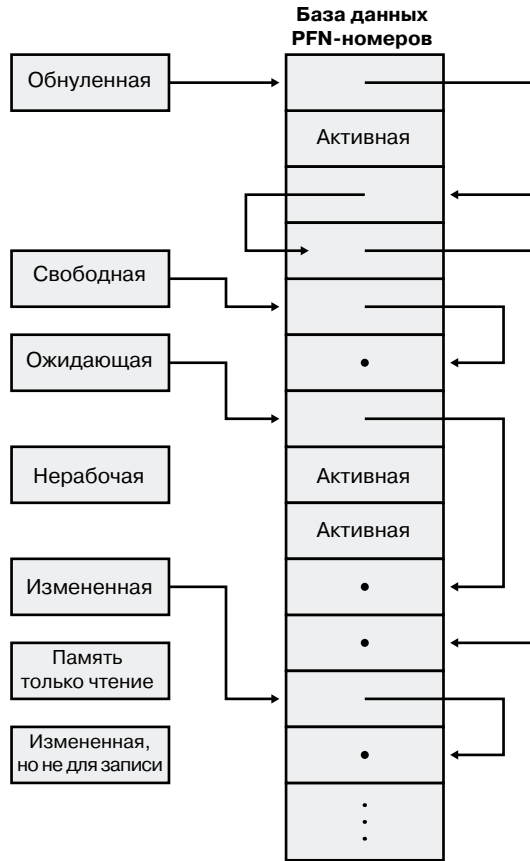 База данных
PFN-номеров
Обнуленная
Активная
Свободная
Ожидающая
Нерабочая
Активная
Активная
Измененная
Память
только чтение
Измененная,
но не для записи